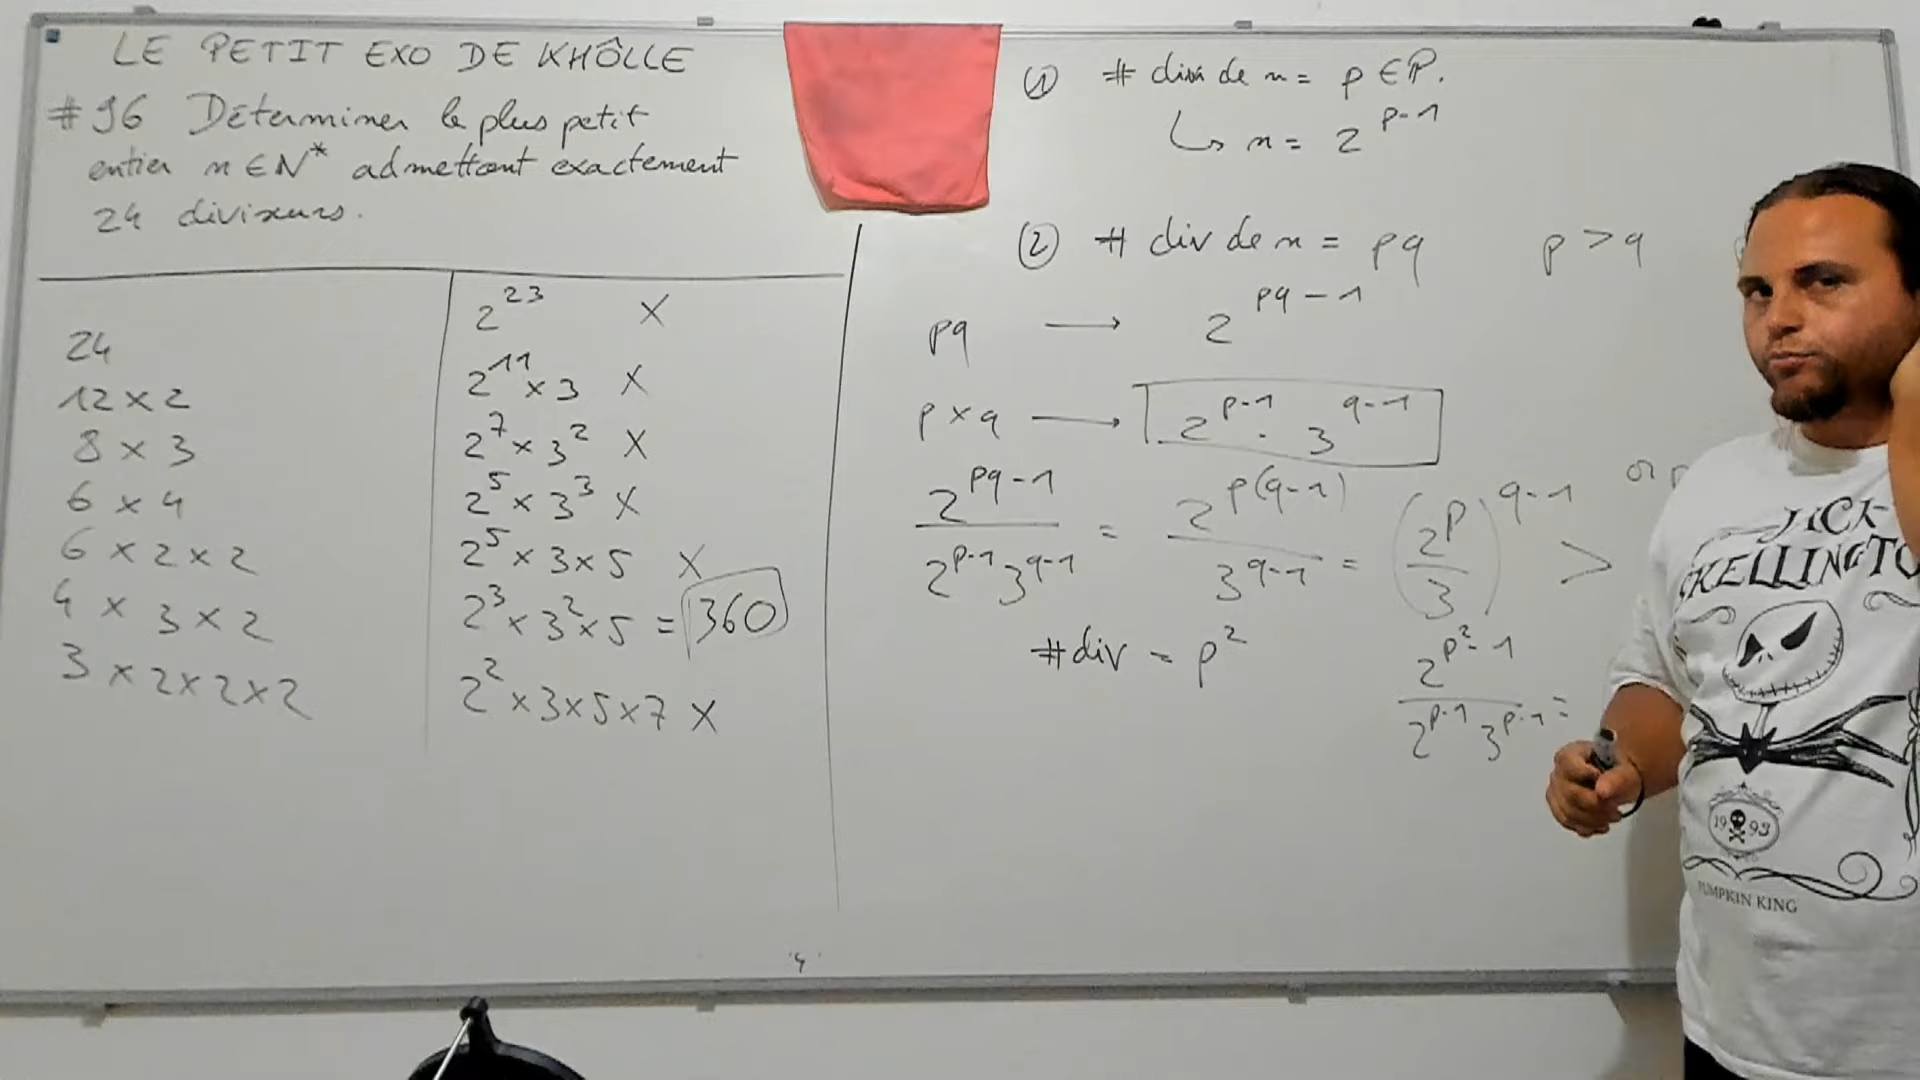 LE PETIT EXO DE KHÔLLE
#96 Déterminer le plus petit
entier n ∈ N* admettant exactement
24 diviseurs.
24
12 × 2
8 × 3
6 × 4
6 × 2 × 2
4 × 3 × 2
3 × 2 × 2 × 2
2^23 X
2^11 × 3 X
2^7 × 3^2 X
2^5 × 3^3 X
2^5 × 3 × 5 X
2^3 × 3^2 × 5 = 360
2^2 × 3 × 5 × 7 X
① # div de n = p ∈ P.
↳ n = 2^(p-1)
② # div de n = pq p > q
pq → 2^(pq-1)
p × q → 2^(p-1) · 3^(q-1)
2^(pq-1) / (2^(p-1) 3^(q-1)) = 2^(p(q-1)) / 3^(q-1) = (2^p / 3)^(q-1) >
or p
#div = p^2
2^(p^2-1) / (2^(p-1) 3^(p-1)) =
JACK
SKELLINGTO
1993
PUMPKIN KING